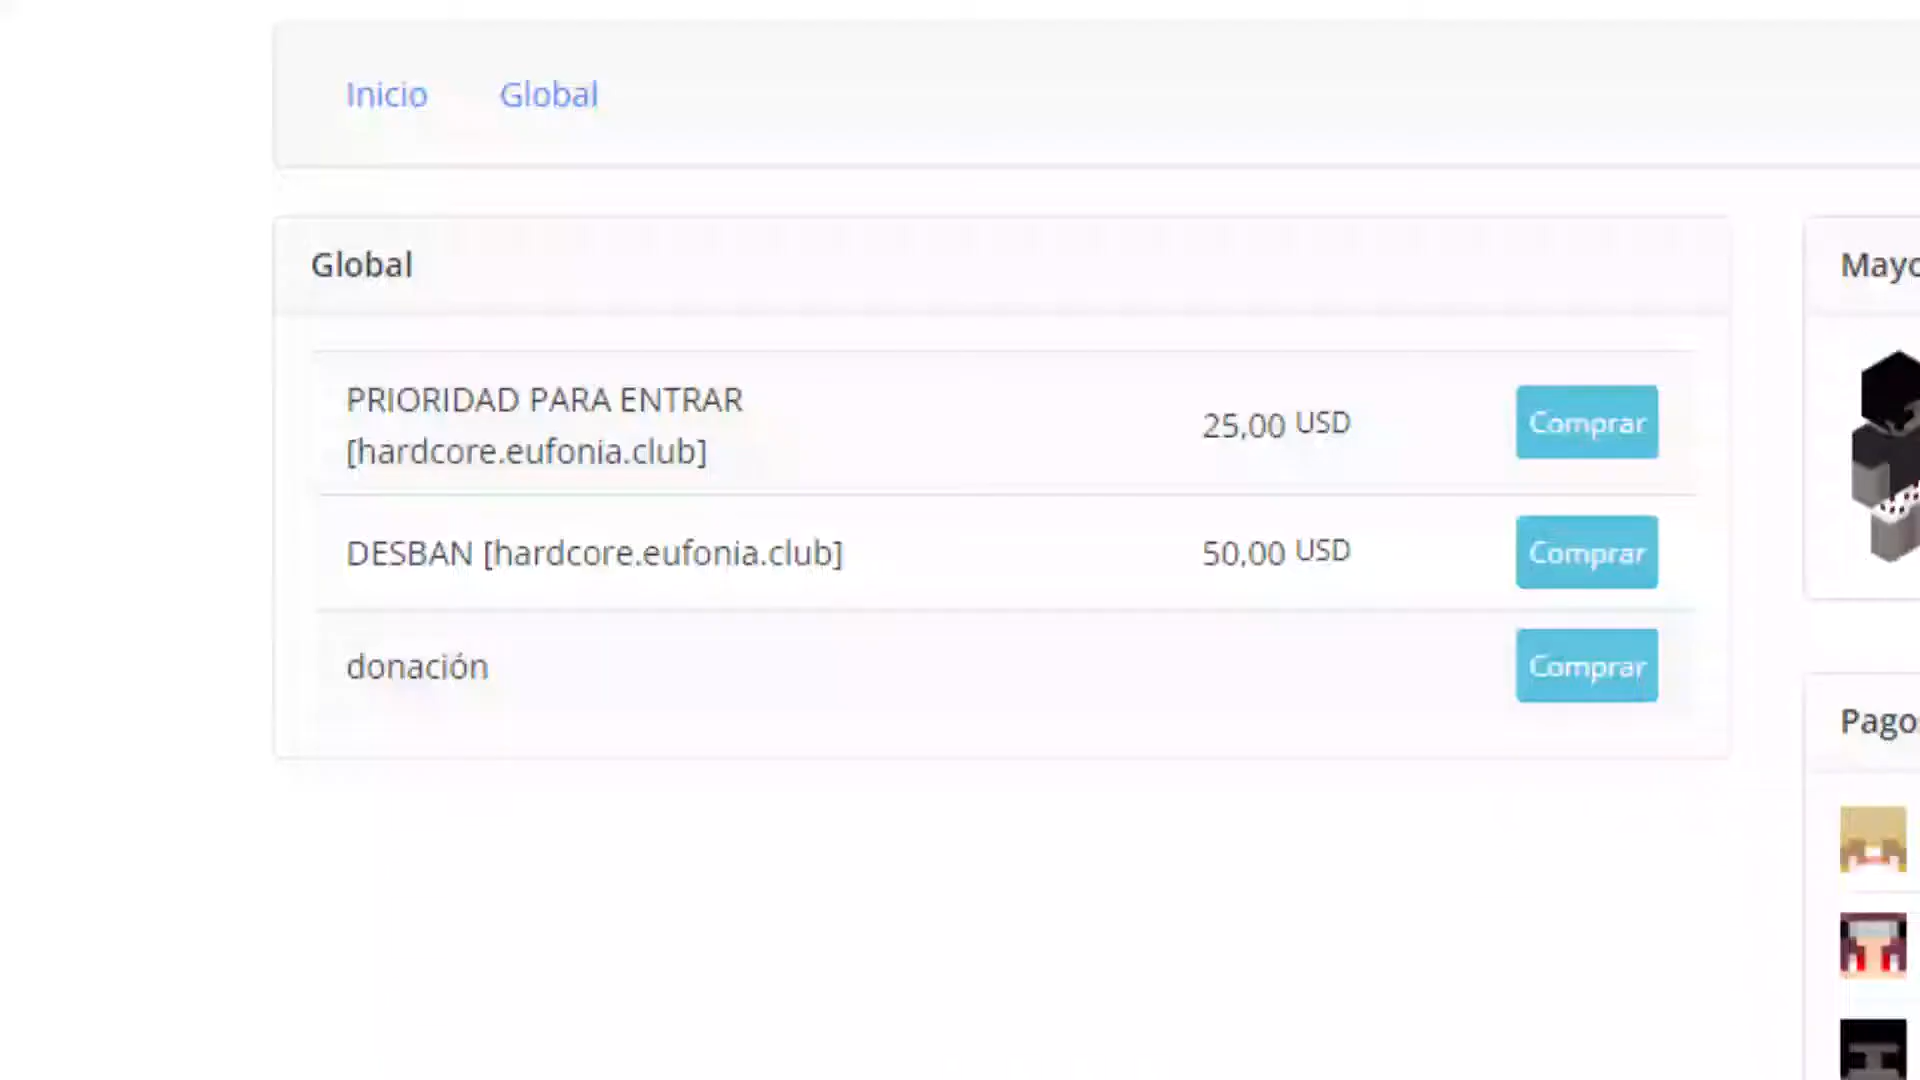 Inicio Global
Global
PRIORIDAD PARA ENTRAR
[hardcore.eufonia.club]
25,00 USD
Comprar
DESBAN [hardcore.eufonia.club]
50,00 USD
Comprar
donación
Comprar